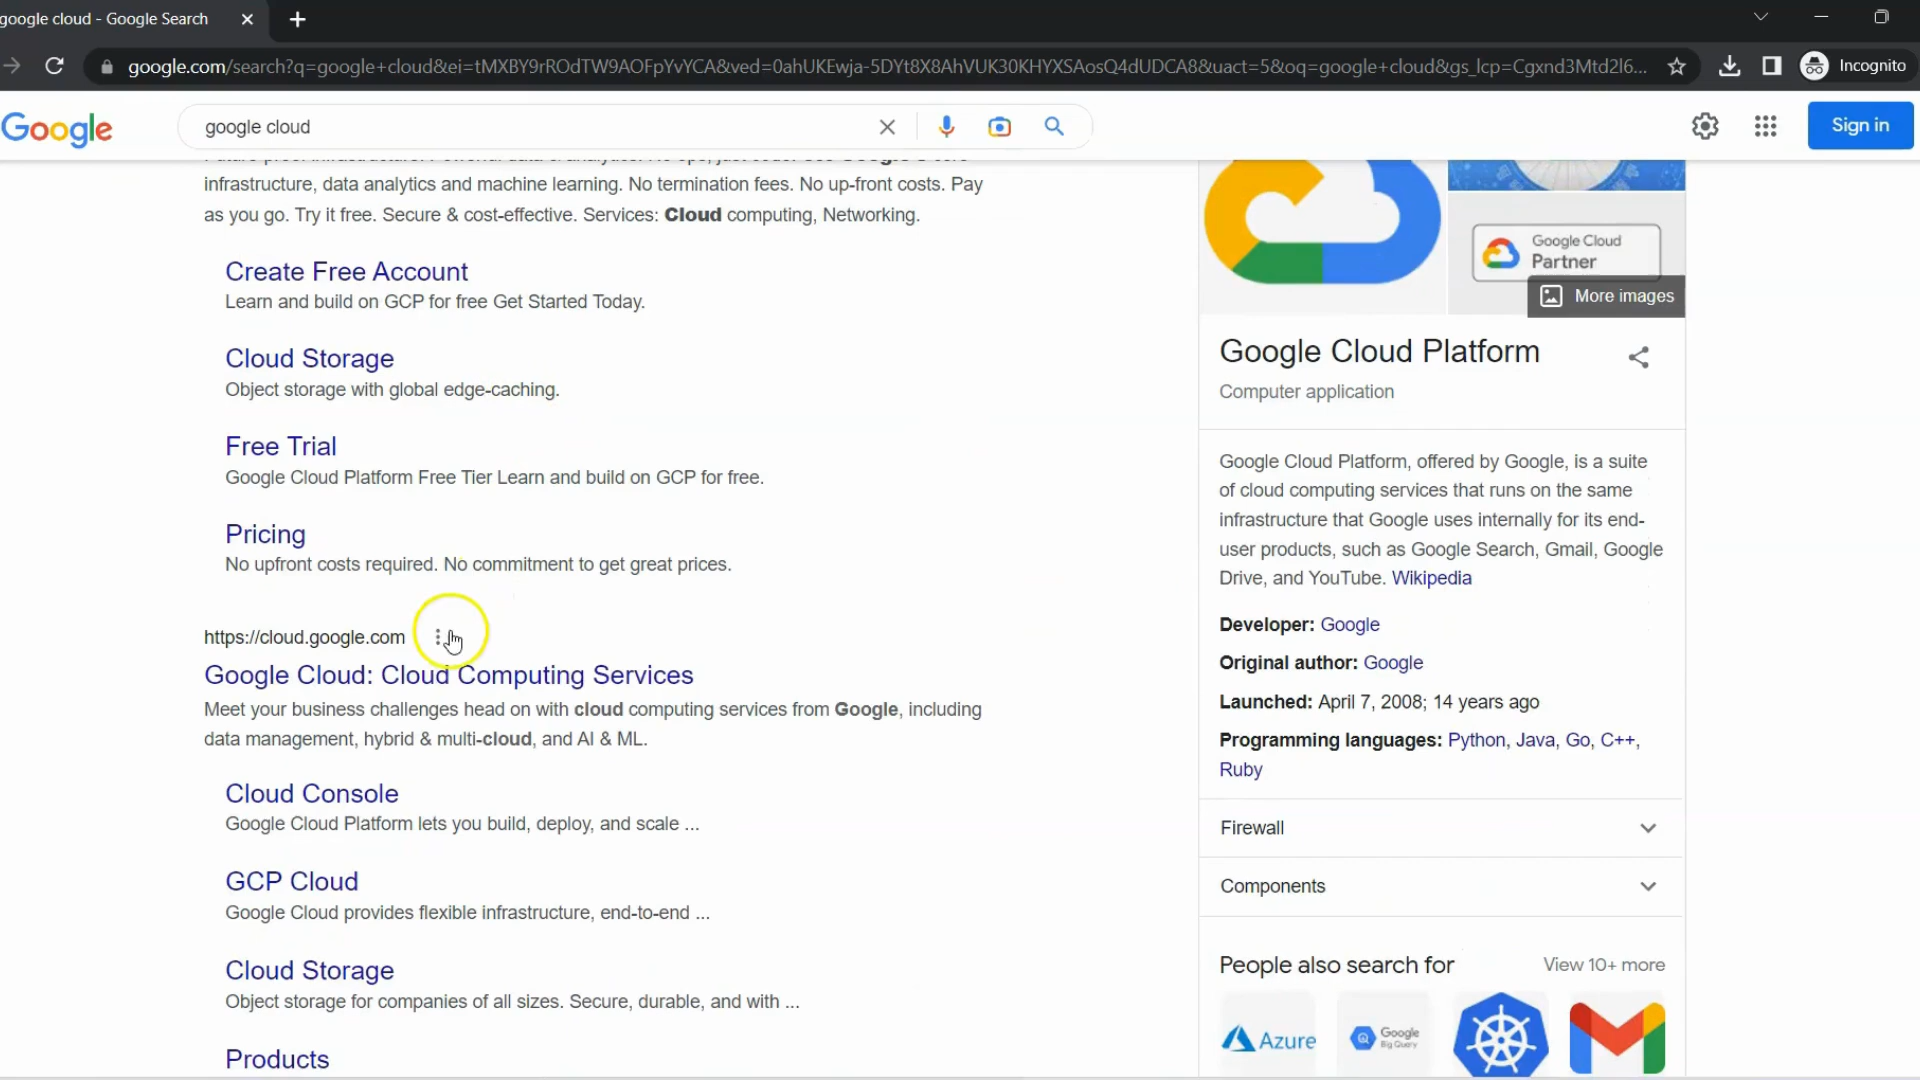 google cloud - Google Search
google.com/search?q=google+cloud&ei=tMXBY9rROdTW9AOFpYvYCA&ved=0ahUKEwja-5DYt8X8AhVUK30KHYXSAosQ4dUDCA8&uact=5&oq=google+cloud&gs_lcp=Cgxnd3Mtd2l6...
Incognito
Google
google cloud
Sign in
infrastructure, data analytics and machine learning. No termination fees. No up-front costs. Pay
as you go. Try it free. Secure & cost-effective. Services: Cloud computing, Networking.
Create Free Account
Learn and build on GCP for free Get Started Today.
Cloud Storage
Object storage with global edge-caching.
Free Trial
Google Cloud Platform Free Tier Learn and build on GCP for free.
Pricing
No upfront costs required. No commitment to get great prices.
https://cloud.google.com
Google Cloud: Cloud Computing Services
Meet your business challenges head on with cloud computing services from Google, including
data management, hybrid & multi-cloud, and AI & ML.
Cloud Console
Google Cloud Platform lets you build, deploy, and scale ...
GCP Cloud
Google Cloud provides flexible infrastructure, end-to-end ...
Cloud Storage
Object storage for companies of all sizes. Secure, durable, and with ...
Products
Google Cloud
Partner
More images
Google Cloud Platform
Computer application
Google Cloud Platform, offered by Google, is a suite
of cloud computing services that runs on the same
infrastructure that Google uses internally for its end-
user products, such as Google Search, Gmail, Google
Drive, and YouTube. Wikipedia
Developer: Google
Original author: Google
Launched: April 7, 2008; 14 years ago
Programming languages: Python, Java, Go, C++,
Ruby
Firewall
Components
People also search for
View 10+ more
Azure
Google
Big Query